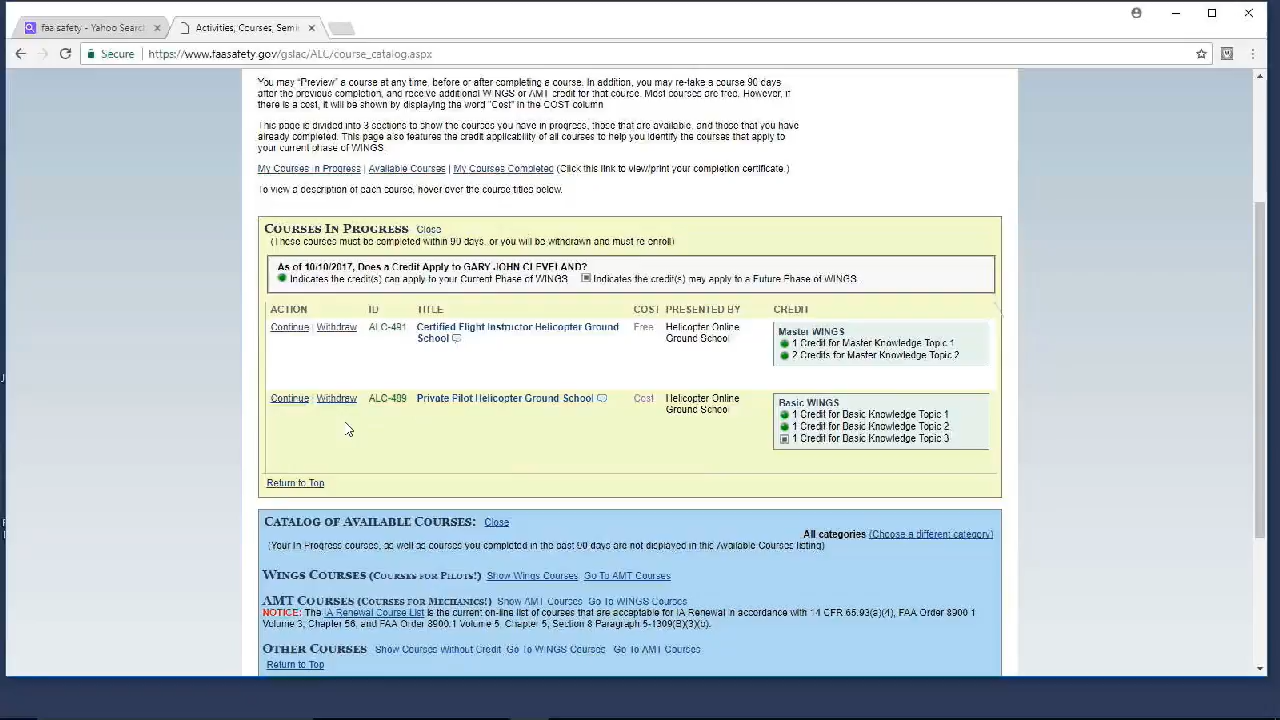 faa safety - Yahoo Search
Activities, Courses, Semi
Secure
https://www.faasafety.gov/gslac/ALC/course_catalog.aspx
You may "Preview" a course at any time, before or after completing a course. In addition, you may re-take a course 90 days
after the previous completion, and receive additional WINGS or AMT credit for that course. Most courses are free. However, if
there is a cost, it will be shown by displaying the word "Cost" in the COST column
This page is divided into 3 sections to show the courses you have in progress, those that are available, and those that you have
already completed. This page also features the credit applicability of all courses to help you identify the courses that apply to
your current phase of WINGS.
My Courses In Progress | Available Courses | My Courses Completed (Click this link to view/print your completion certificate.)
To view a description of each course, hover over the course titles below.
COURSES IN PROGRESS Close
(These courses must be completed within 90 days, or you will be withdrawn and must re-enroll)
As of 10/10/2017, Does a Credit Apply to GARY JOHN CLEVELAND?
Indicates the credit(s) can apply to your Current Phase of WINGS Indicates the credit(s) may apply to a Future Phase of WINGS
ACTION ID TITLE COST PRESENTED BY CREDIT
Continue | Withdraw ALC-491 Certified Flight Instructor Helicopter Ground School Free Helicopter Online Ground School
Master WINGS
1 Credit for Master Knowledge Topic 1
2 Credits for Master Knowledge Topic 2
Continue | Withdraw ALC-489 Private Pilot Helicopter Ground School Cost Helicopter Online Ground School
Basic WINGS
1 Credit for Basic Knowledge Topic 1
1 Credit for Basic Knowledge Topic 2
1 Credit for Basic Knowledge Topic 3
Return to Top
CATALOG OF AVAILABLE COURSES: Close
All categories (Choose a different category)
(Your In Progress courses, as well as courses you completed in the past 90 days are not displayed in this Available Courses listing)
WINGS COURSES (COURSES FOR PILOTS!) Show Wings Courses Go To AMT Courses
AMT COURSES (COURSES FOR MECHANICS!) Show AMT Courses Go To WINGS Courses
NOTICE: The IA Renewal Course List is the current on-line list of courses that are acceptable for IA Renewal in accordance with 14 CFR 65.93(a)(4), FAA Order 8900.1
Volume 3, Chapter 56, and FAA Order 8900.1 Volume 5, Chapter 5, Section 8 Paragraph 5-1309(B)(3)(b).
OTHER COURSES Show Courses Without Credit Go To WINGS Courses Go To AMT Courses
Return to Top